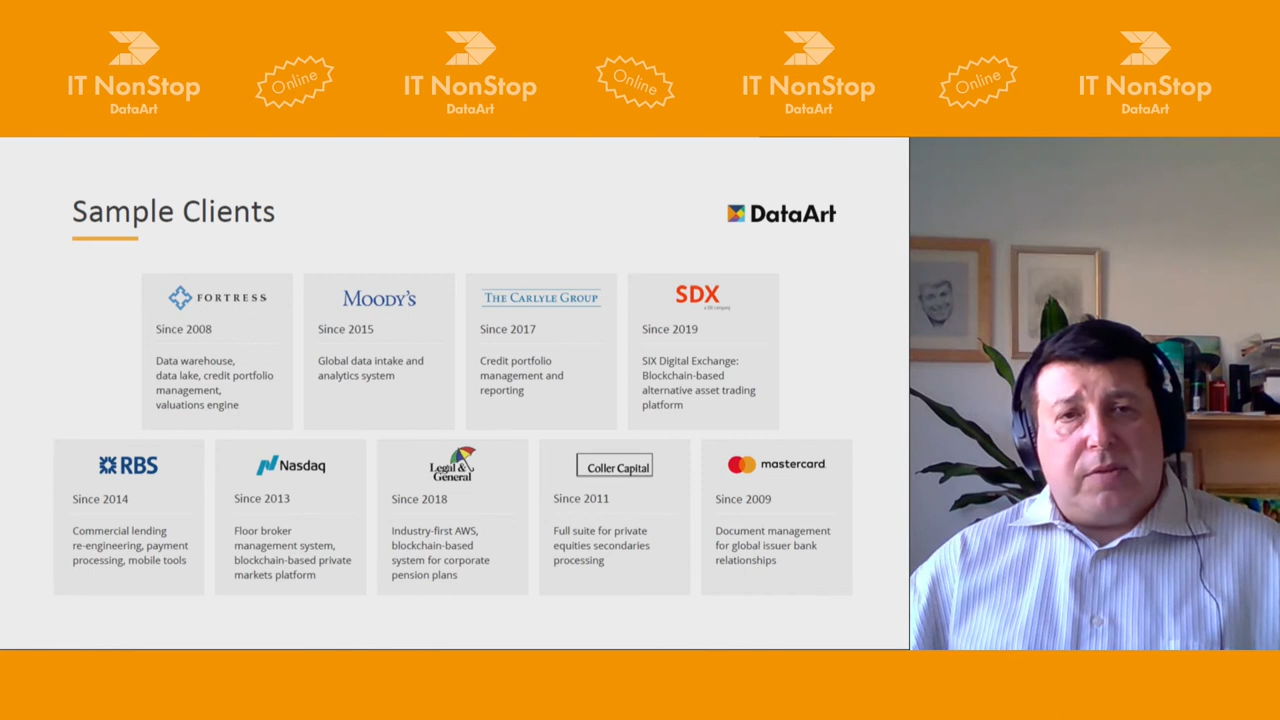 IT NonStop
DataArt
Online
IT NonStop
DataArt
Online
IT NonStop
DataArt
Online
IT NonStop
DataArt
Sample Clients
DataArt
FORTRESS
Since 2008
Data warehouse,
data lake, credit portfolio
management,
valuations engine
MOODY'S
Since 2015
Global data intake and
analytics system
THE CARLYLE GROUP
Since 2017
Credit portfolio
management and
reporting
SDX
a SIX company
Since 2019
SIX Digital Exchange:
Blockchain-based
alternative asset trading
platform
RBS
Since 2014
Commercial lending
re-engineering, payment
processing, mobile tools
Nasdaq
Since 2013
Floor broker
management system,
blockchain-based private
markets platform
Legal &
General
Since 2018
Industry-first AWS,
blockchain-based
system for corporate
pension plans
Coller Capital
Since 2011
Full suite for private
equities secondaries
processing
mastercard
Since 2009
Document management
for global issuer bank
relationships